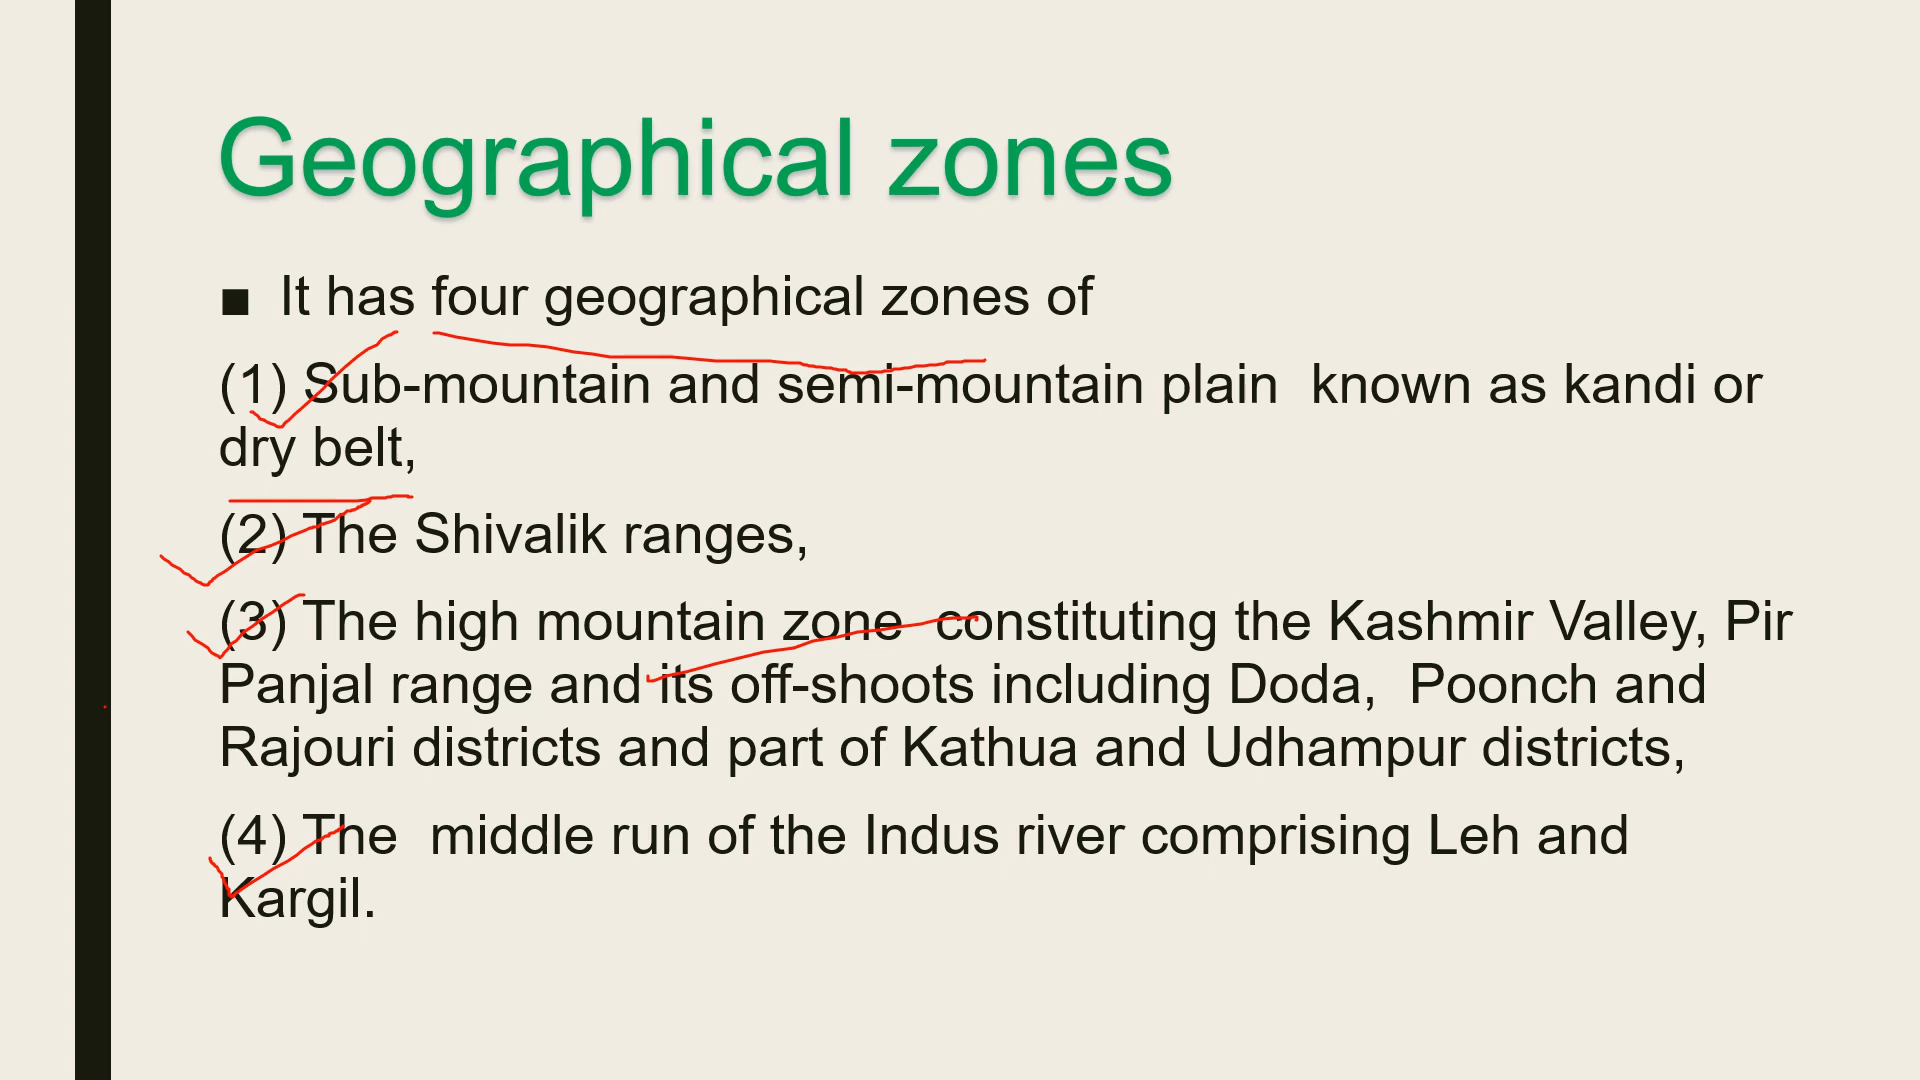 Geographical zones
■ It has four geographical zones of
(1) Sub-mountain and semi-mountain plain  known as kandi or
dry belt,
(2) The Shivalik ranges,
(3) The high mountain zone  constituting the Kashmir Valley, Pir
Panjal range and its off-shoots including Doda,  Poonch and
Rajouri districts and part of Kathua and Udhampur districts,
(4) The  middle run of the Indus river comprising Leh and
Kargil.